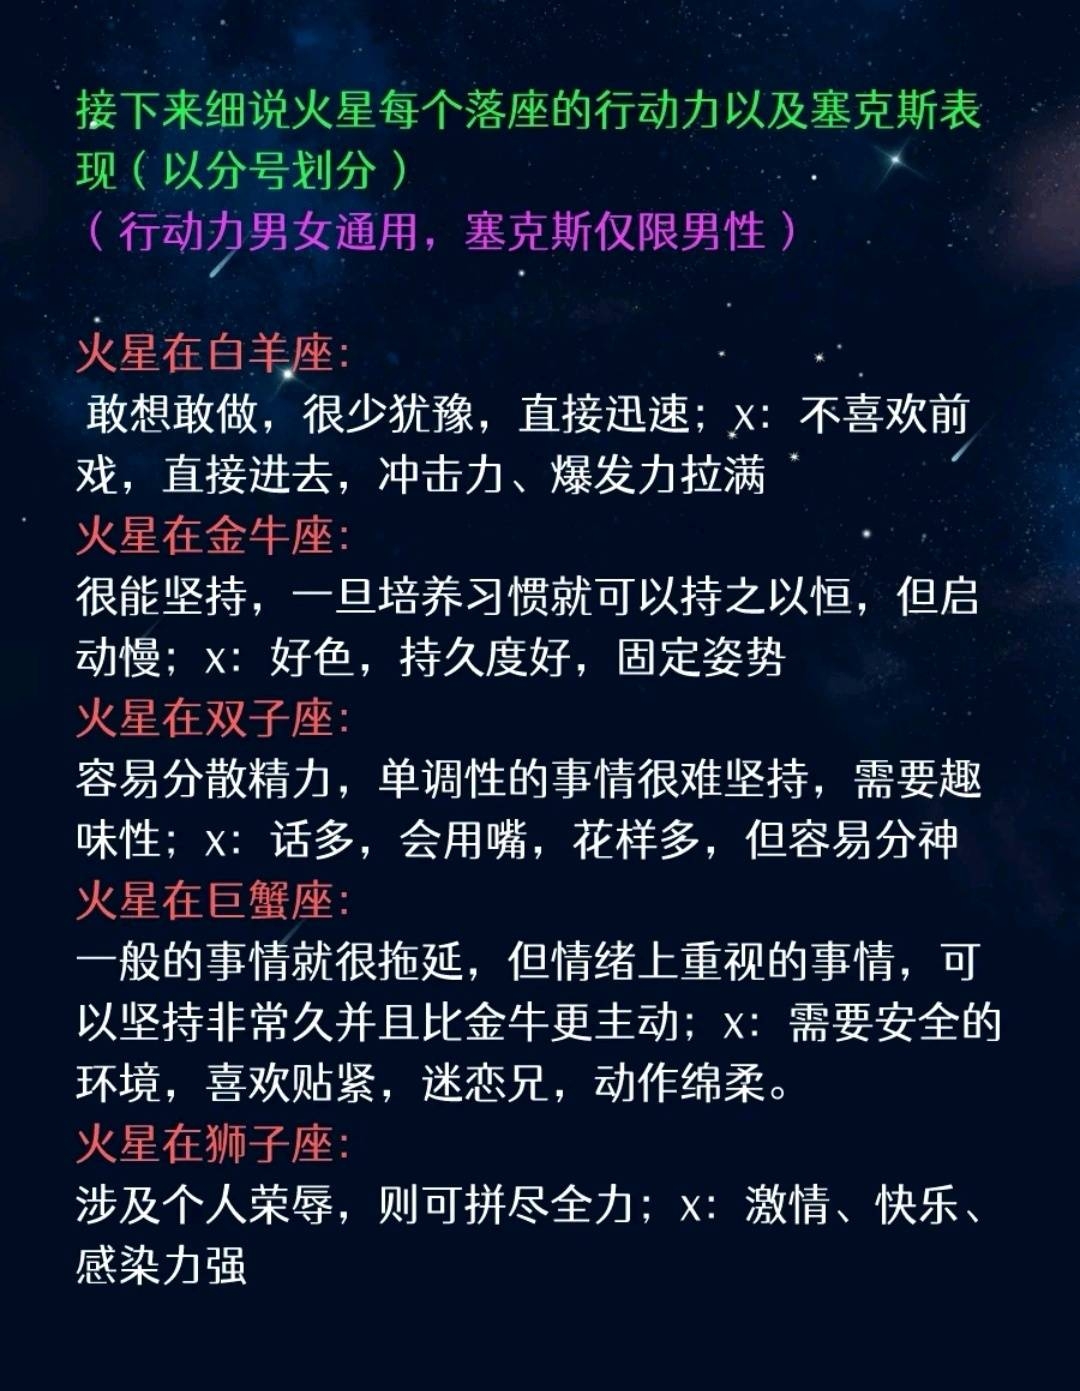 接下来细说火星每个落座的行动力以及塞克斯表
现（以分号划分）
（行动力男女通用，塞克斯仅限男性）
火星在白羊座：
敢想敢做，很少犹豫，直接迅速；x：不喜欢前
戏，直接进去，冲击力、爆发力拉满
火星在金牛座：
很能坚持，一旦培养习惯就可以持之以恒，但启
动慢；x：好色，持久度好，固定姿势
火星在双子座：
容易分散精力，单调性的事情很难坚持，需要趣
味性；x：话多，会用嘴，花样多，但容易分神
火星在巨蟹座：
一般的事情就很拖延，但情绪上重视的事情，可
以坚持非常久并且比金牛更主动；x：需要安全的
环境，喜欢贴紧，迷恋兄，动作绵柔。
火星在狮子座：
涉及个人荣辱，则可拼尽全力；x：激情、快乐、
感染力强